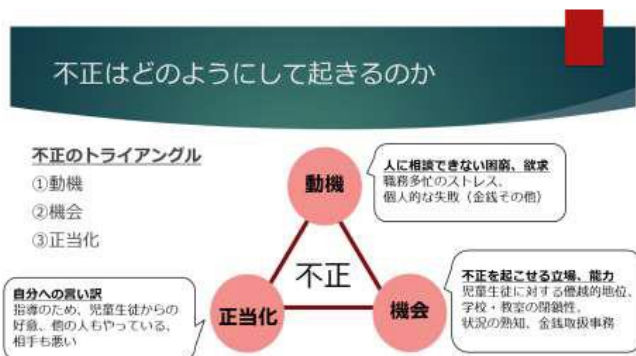 不正はどのようにして起きるのか
不正のトライアングル
①動機
②機会
③正当化
動機
人に相談できない困窮、欲求
職務多忙のストレス、
個人的な失敗（金銭その他）
不正
正当化
自分への言い訳
指導のため、児童生徒からの
好意、他の人もやっている、
相手も悪い
機会
不正を起こせる立場、能力
児童生徒に対する優越的地位、
学校・教室の閉鎖性、
状況の熟知、金銭取扱事務